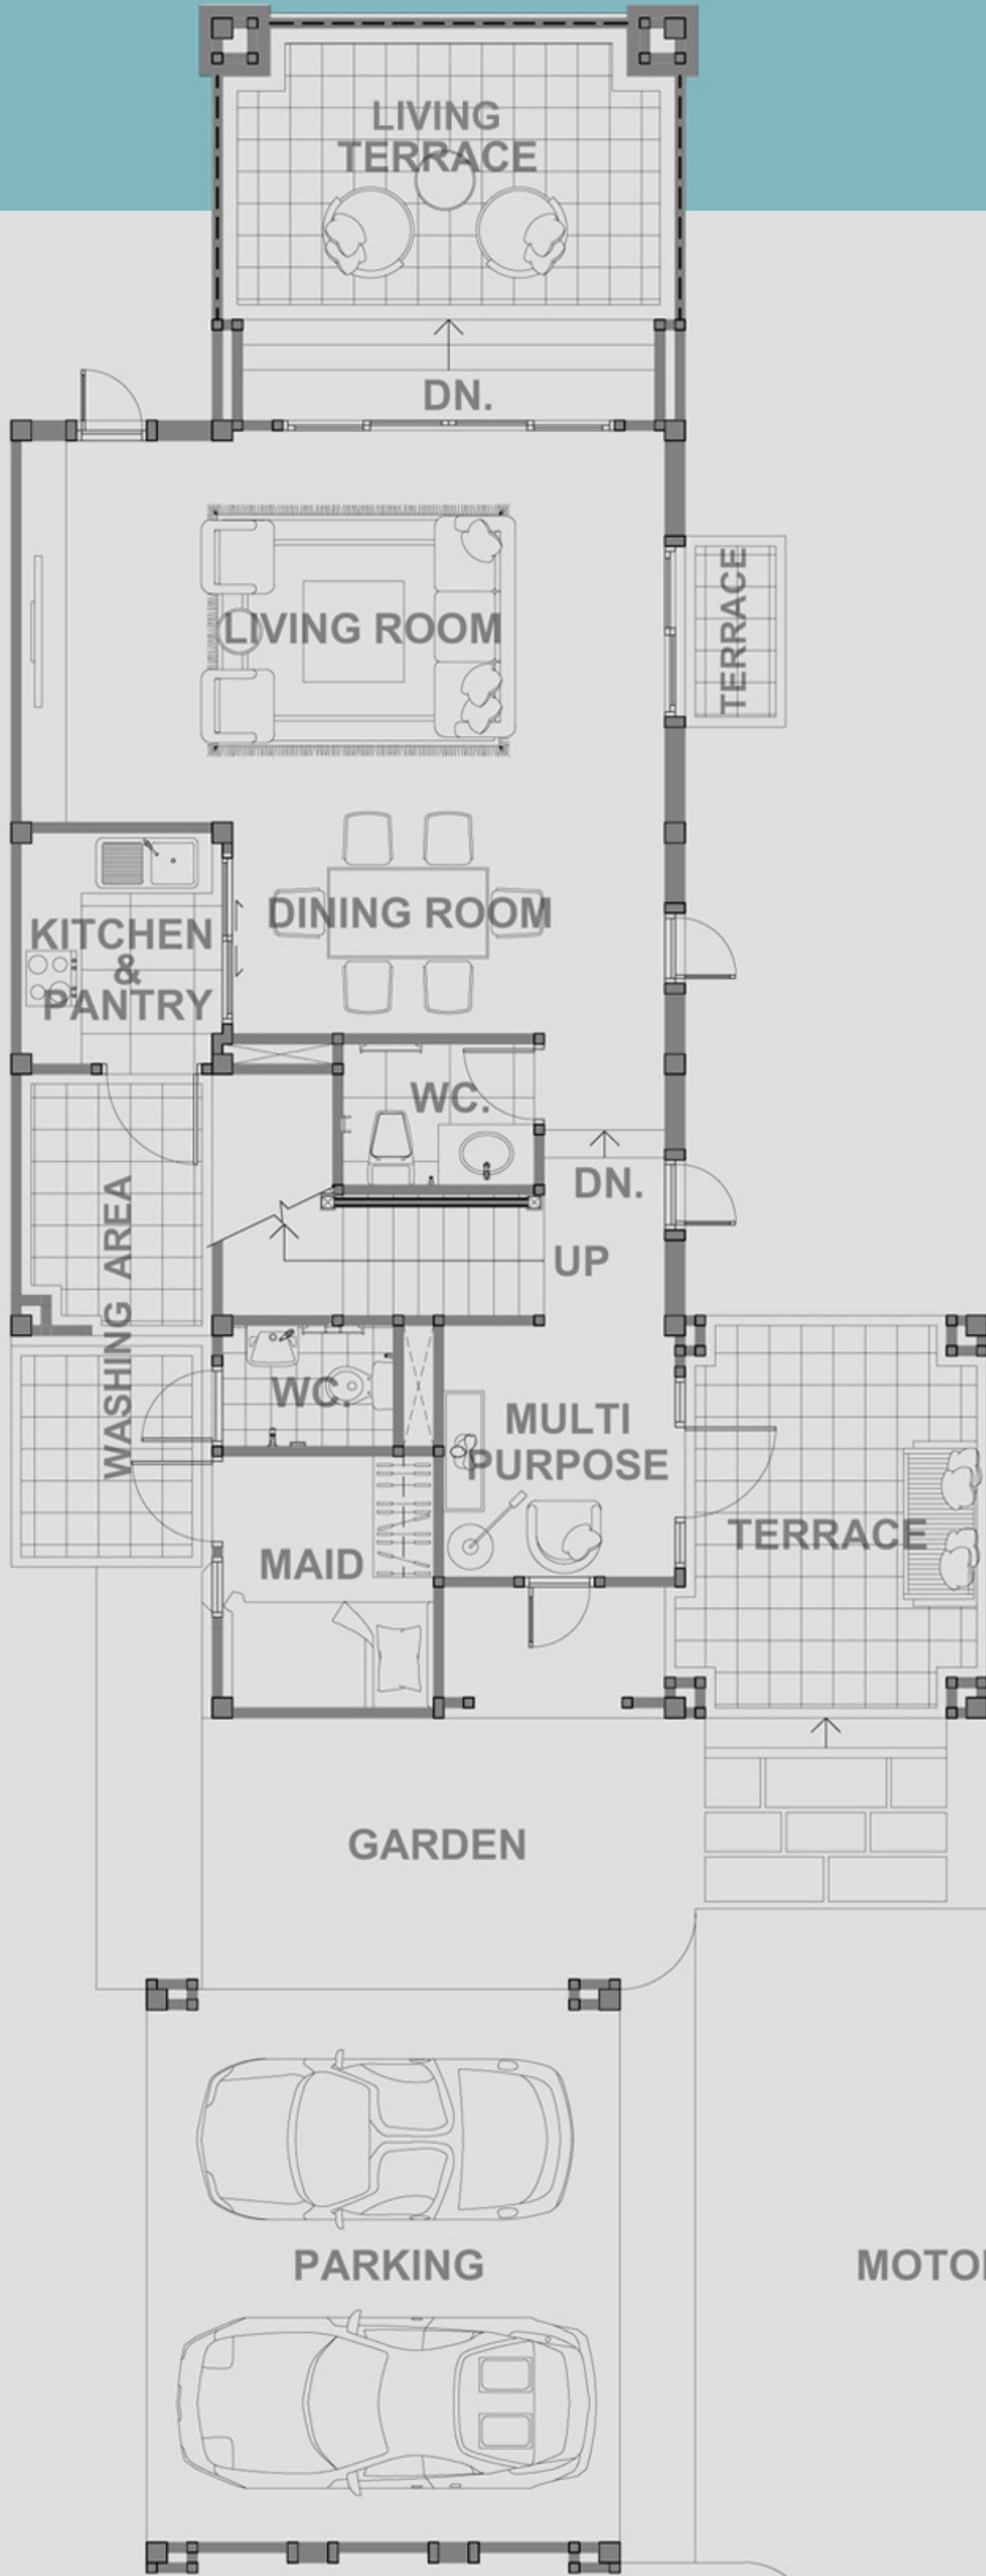 LIVING
TERRACE
DN.
LIVING ROOM
TERRACE
DINING ROOM
KITCHEN
&
PANTRY
WC.
DN.
WASHING AREA
UP
WC.
MULTI
PURPOSE
TERRACE
MAID
GARDEN
PARKING